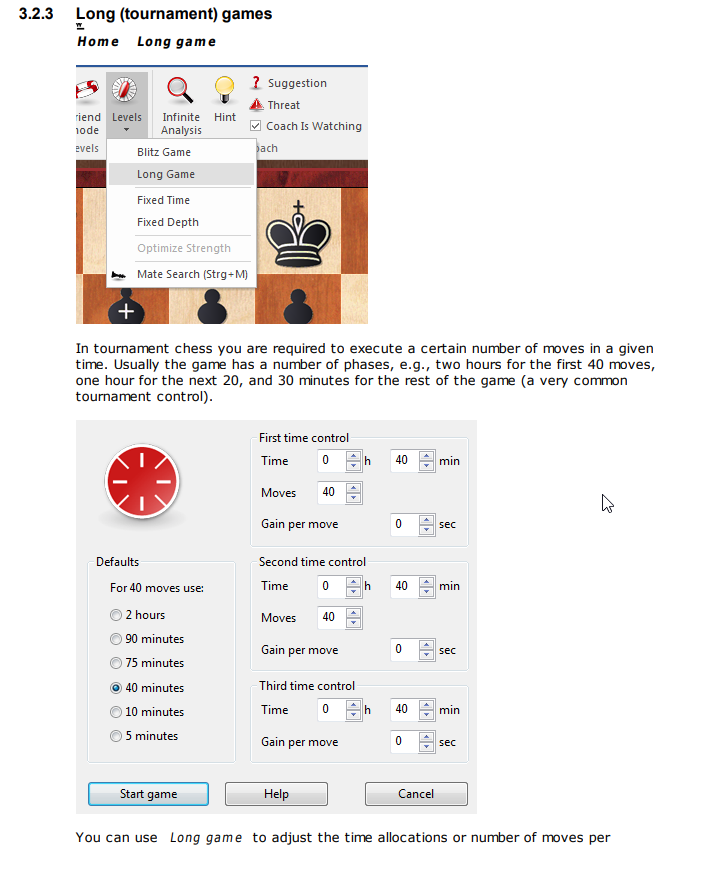 3.2.3 Long (tournament) games
Home Long game
riend Levels Infinite Hint
Analysis
Suggestion
Threat
Coach Is Watching
Blitz Game
Long Game
Fixed Time
Fixed Depth
Optimize Strength
Mate Search (Strg+M)
In tournament chess you are required to execute a certain number of moves in a given
time. Usually the game has a number of phases, e.g., two hours for the first 40 moves,
one hour for the next 20, and 30 minutes for the rest of the game (a very common
tournament control).
First time control
Time 0 h 40 min
Moves 40
Gain per move 0 sec
Defaults
For 40 moves use:
2 hours
90 minutes
75 minutes
40 minutes
10 minutes
5 minutes
Second time control
Time 0 h 40 min
Moves 40
Gain per move 0 sec
Third time control
Time 0 h 40 min
Gain per move 0 sec
Start game Help Cancel
You can use Long game to adjust the time allocations or number of moves per